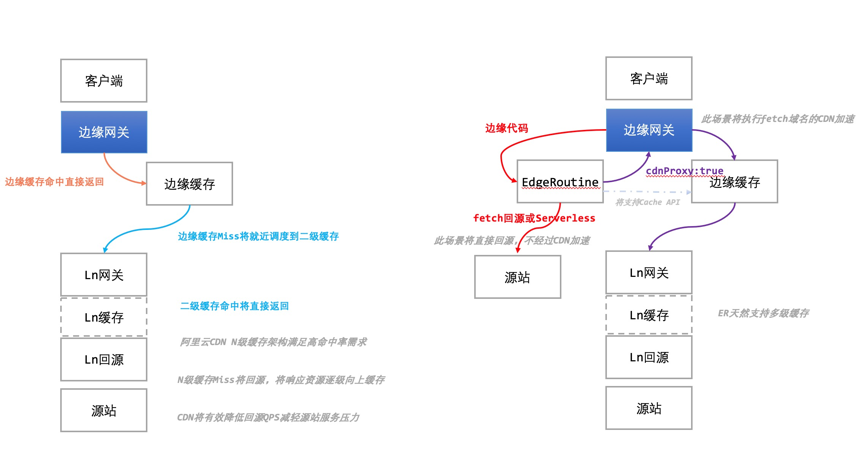 客户端
边缘网关
边缘缓存命中直接返回
边缘缓存
边缘缓存Miss将就近调度到二级缓存
Ln网关
二级缓存命中将直接返回
Ln缓存
阿里云CDN N级缓存架构满足高命中率需求
Ln回源
N级缓存Miss将回源，将响应资源逐级向上缓存
源站
CDN将有效降低回源QPS减轻源站服务压力
客户端
此场景将执行fetch域名的CDN加速
边缘代码
边缘网关
cdnProxy:true
EdgeRoutine
边缘缓存
将支持Cache API
fetch回源或Serverless
此场景将直接回源，不经过CDN加速
源站
Ln网关
Ln缓存
ER天然支持多级缓存
Ln回源
源站